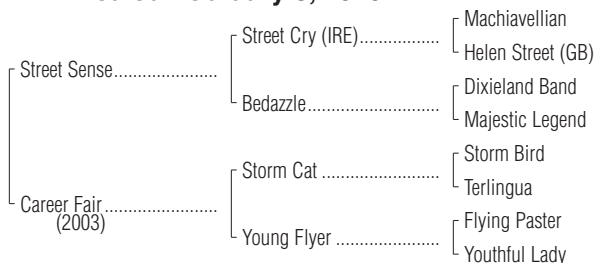 Street Sense......................
Career Fair........................
(2003)
Street Cry (IRE).................
Bedazzle............................
Storm Cat .........................
Young Flyer ......................
Machiavellian
Helen Street (GB)
Dixieland Band
Majestic Legend
Storm Bird
Terlingua
Flying Paster
Youthful Lady